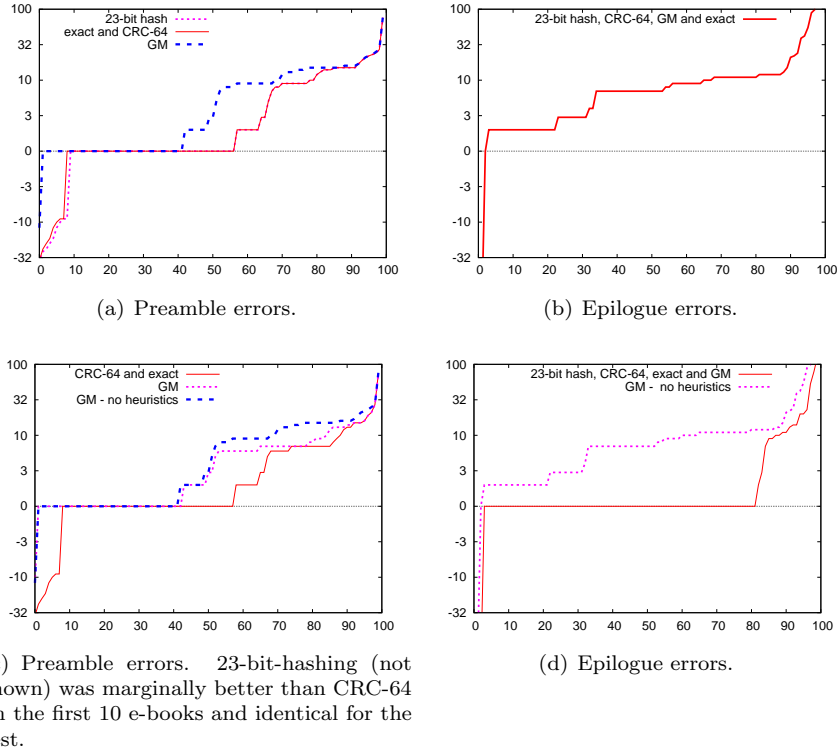 100
32
10
3
0
-3
-10
-32
0 10 20 30 40 50 60 70 80 90 100
23-bit hash
exact and CRC-64
GM
(a) Preamble errors.
100
32
10
3
0
-3
-10
-32
0 10 20 30 40 50 60 70 80 90 100
23-bit hash, CRC-64, GM and exact
(b) Epilogue errors.
100
32
10
3
0
-3
-10
-32
0 10 20 30 40 50 60 70 80 90 100
CRC-64 and exact
GM
GM - no heuristics
) Preamble errors. 23-bit-hashing (not
own) was marginally better than CRC-64
the first 10 e-books and identical for the
st.
100
32
10
3
0
-3
-10
-32
0 10 20 30 40 50 60 70 80 90 100
23-bit hash, CRC-64, exact and GM
GM - no heuristics
(d) Epilogue errors.